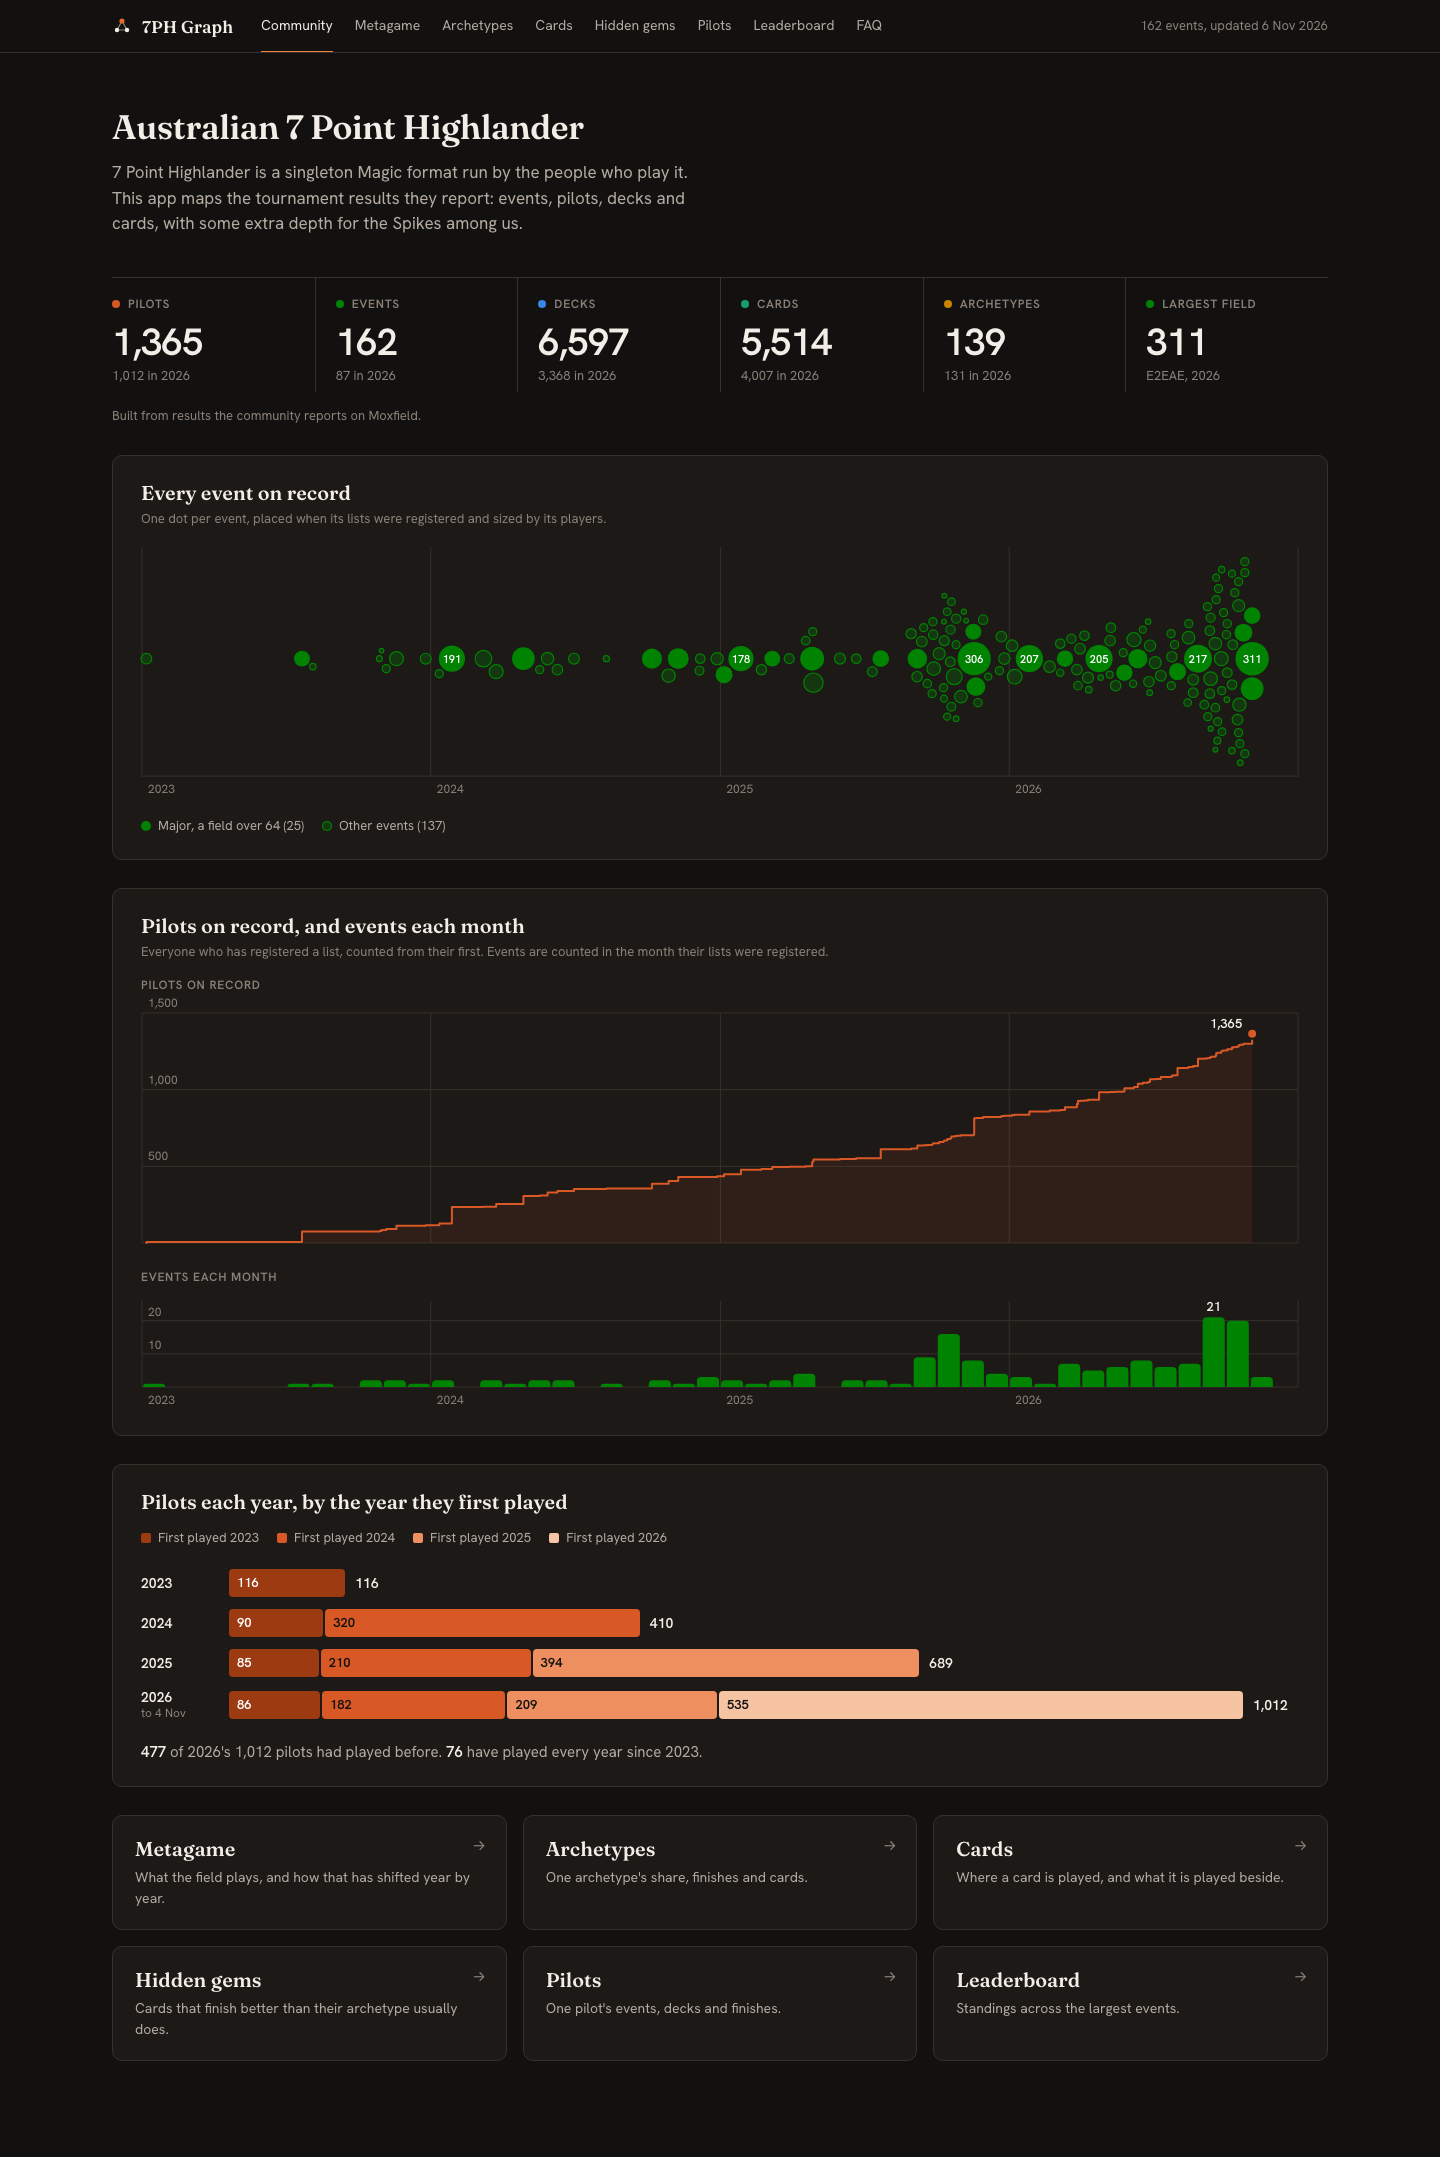 7PH Graph
Community
Metagame
Archetypes
Cards
Hidden gems
Pilots
Leaderboard
FAQ
162 events, updated 6 Nov 2026
Australian 7 Point Highlander
7 Point Highlander is a singleton Magic format run by the people who play it.
This app maps the tournament results they report: events, pilots, decks and
cards, with some extra depth for the Spikes among us.
PILOTS
1,365
1,012 in 2026
EVENTS
162
87 in 2026
DECKS
6,597
3,368 in 2026
CARDS
5,514
4,007 in 2026
ARCHETYPES
139
131 in 2026
LARGEST FIELD
311
E2EAE, 2026
Built from results the community reports on Moxfield.
Every event on record
One dot per event, placed when its lists were registered and sized by its players.
191
178
306
207
205
217
311
2023
2024
2025
2026
Major, a field over 64 (25)
Other events (137)
Pilots on record, and events each month
Everyone who has registered a list, counted from their first. Events are counted in the month their lists were registered.
PILOTS ON RECORD
1,500
1,365
1,000
500
EVENTS EACH MONTH
21
20
10
2023
2024
2025
2026
Pilots each year, by the year they first played
First played 2023
First played 2024
First played 2025
First played 2026
2023
116
116
2024
90
320
410
2025
85
210
394
689
2026
to 4 Nov
86
182
209
535
1,012
477 of 2026's 1,012 pilots had played before. 76 have played every year since 2023.
Metagame
→
What the field plays, and how that has shifted year by
year.
Archetypes
→
One archetype's share, finishes and cards.
Cards
→
Where a card is played, and what it is played beside.
Hidden gems
→
Cards that finish better than their archetype usually
does.
Pilots
→
One pilot's events, decks and finishes.
Leaderboard
→
Standings across the largest events.